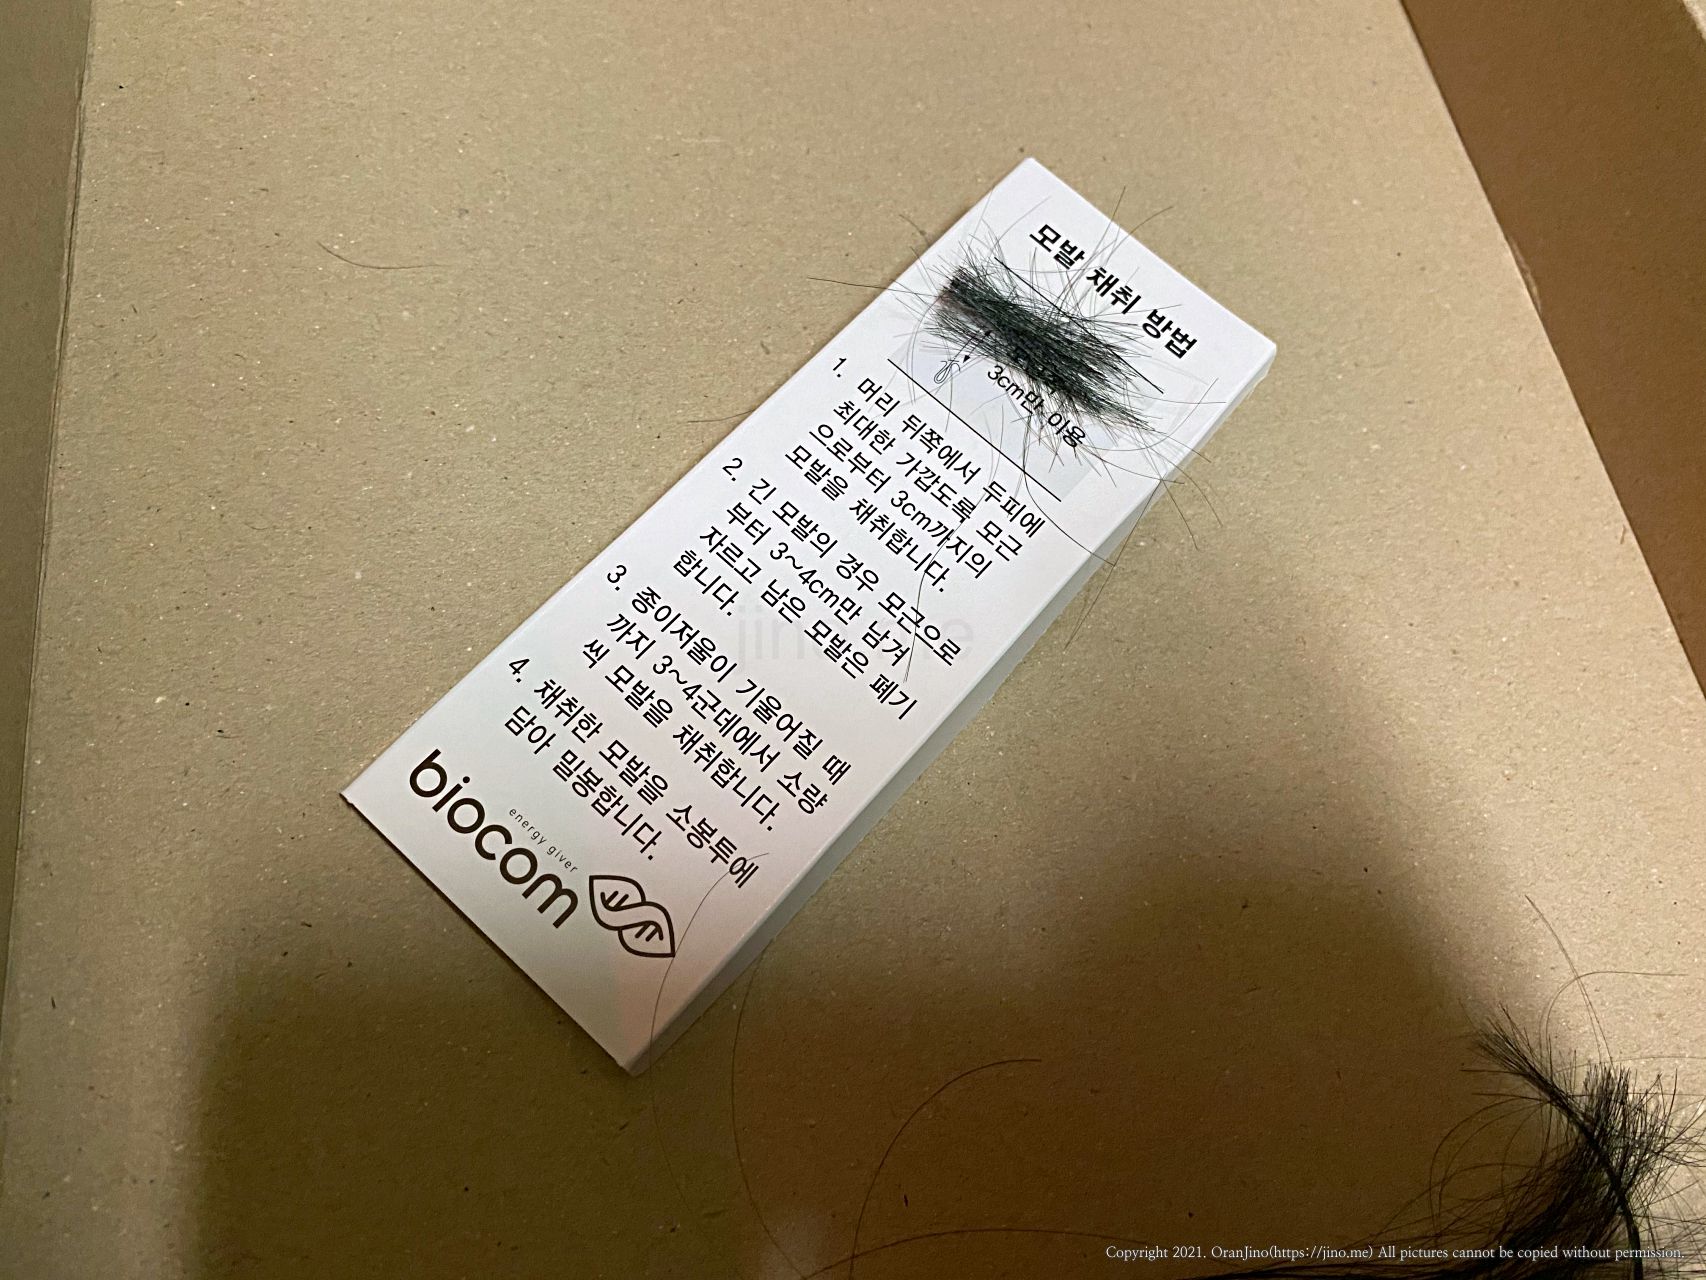 모발 채취 방법
3cm만 이용
1. 머리 뒤쪽에서 두피에
최대한 가깝도록 모근
으로부터 3cm까지의
모발을 채취합니다.
2. 긴 모발의 경우 모근으로
부터 3~4cm만 남겨
자르고 남은 모발은 폐기
합니다.
3. 종이저울이 기울어질 때
까지 3~4군데에서 소량
씩 모발을 채취합니다.
4. 채취한 모발을 소봉투에
담아 밀봉합니다.
energy giver
biocom
jino.me
Copyright 2021. OranJino(https://jino.me) All pictures cannot be copied without permission.